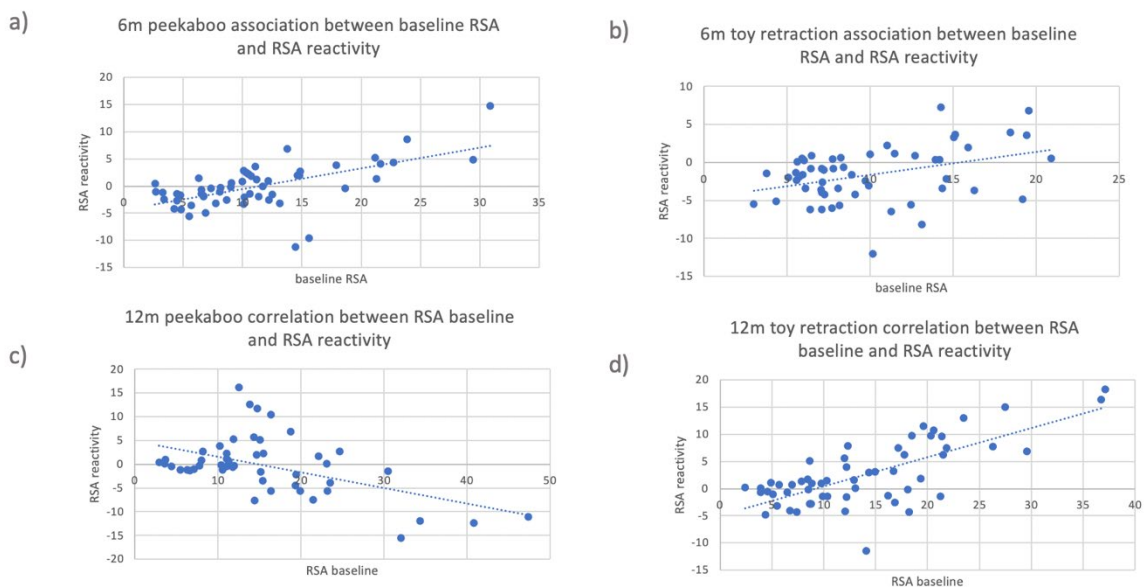 a)
6m peekaboo association between baseline RSA
and RSA reactivity
20
15
10
5
0
-5
-10
-15
0 5 10 15 20 25 30 35
RSA reactivity
baseline RSA
b)
6m toy retraction association between baseline
RSA and RSA reactivity
10
5
0
-5
-10
-15
0 5 10 15 20 25
RSA reactivity
baseline RSA
c)
12m peekaboo correlation between RSA baseline
and RSA reactivity
20
15
10
5
0
-5
-10
-15
-20
0 10 20 30 40 50
RSA reactivity
RSA baseline
d)
12m toy retraction correlation between RSA
baseline and RSA reactivity
20
15
10
5
0
-5
-10
-15
0 5 10 15 20 25 30 35 40
RSA reactivity
RSA baseline